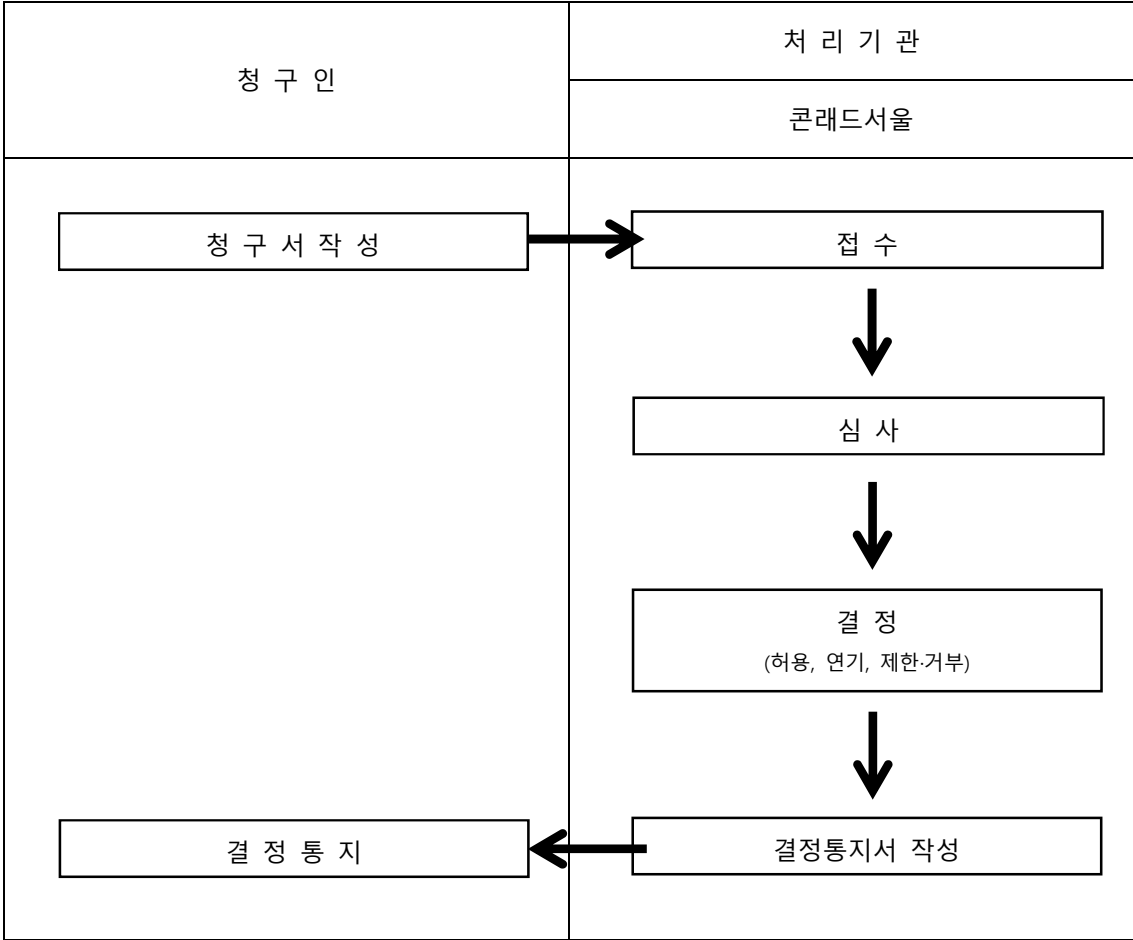 청 구 인
처 리 기 관
콘래드서울
청 구 서 작 성
접 수
심 사
결 정
(허용, 연기, 제한·거부)
결 정 통 지
결정통지서 작성